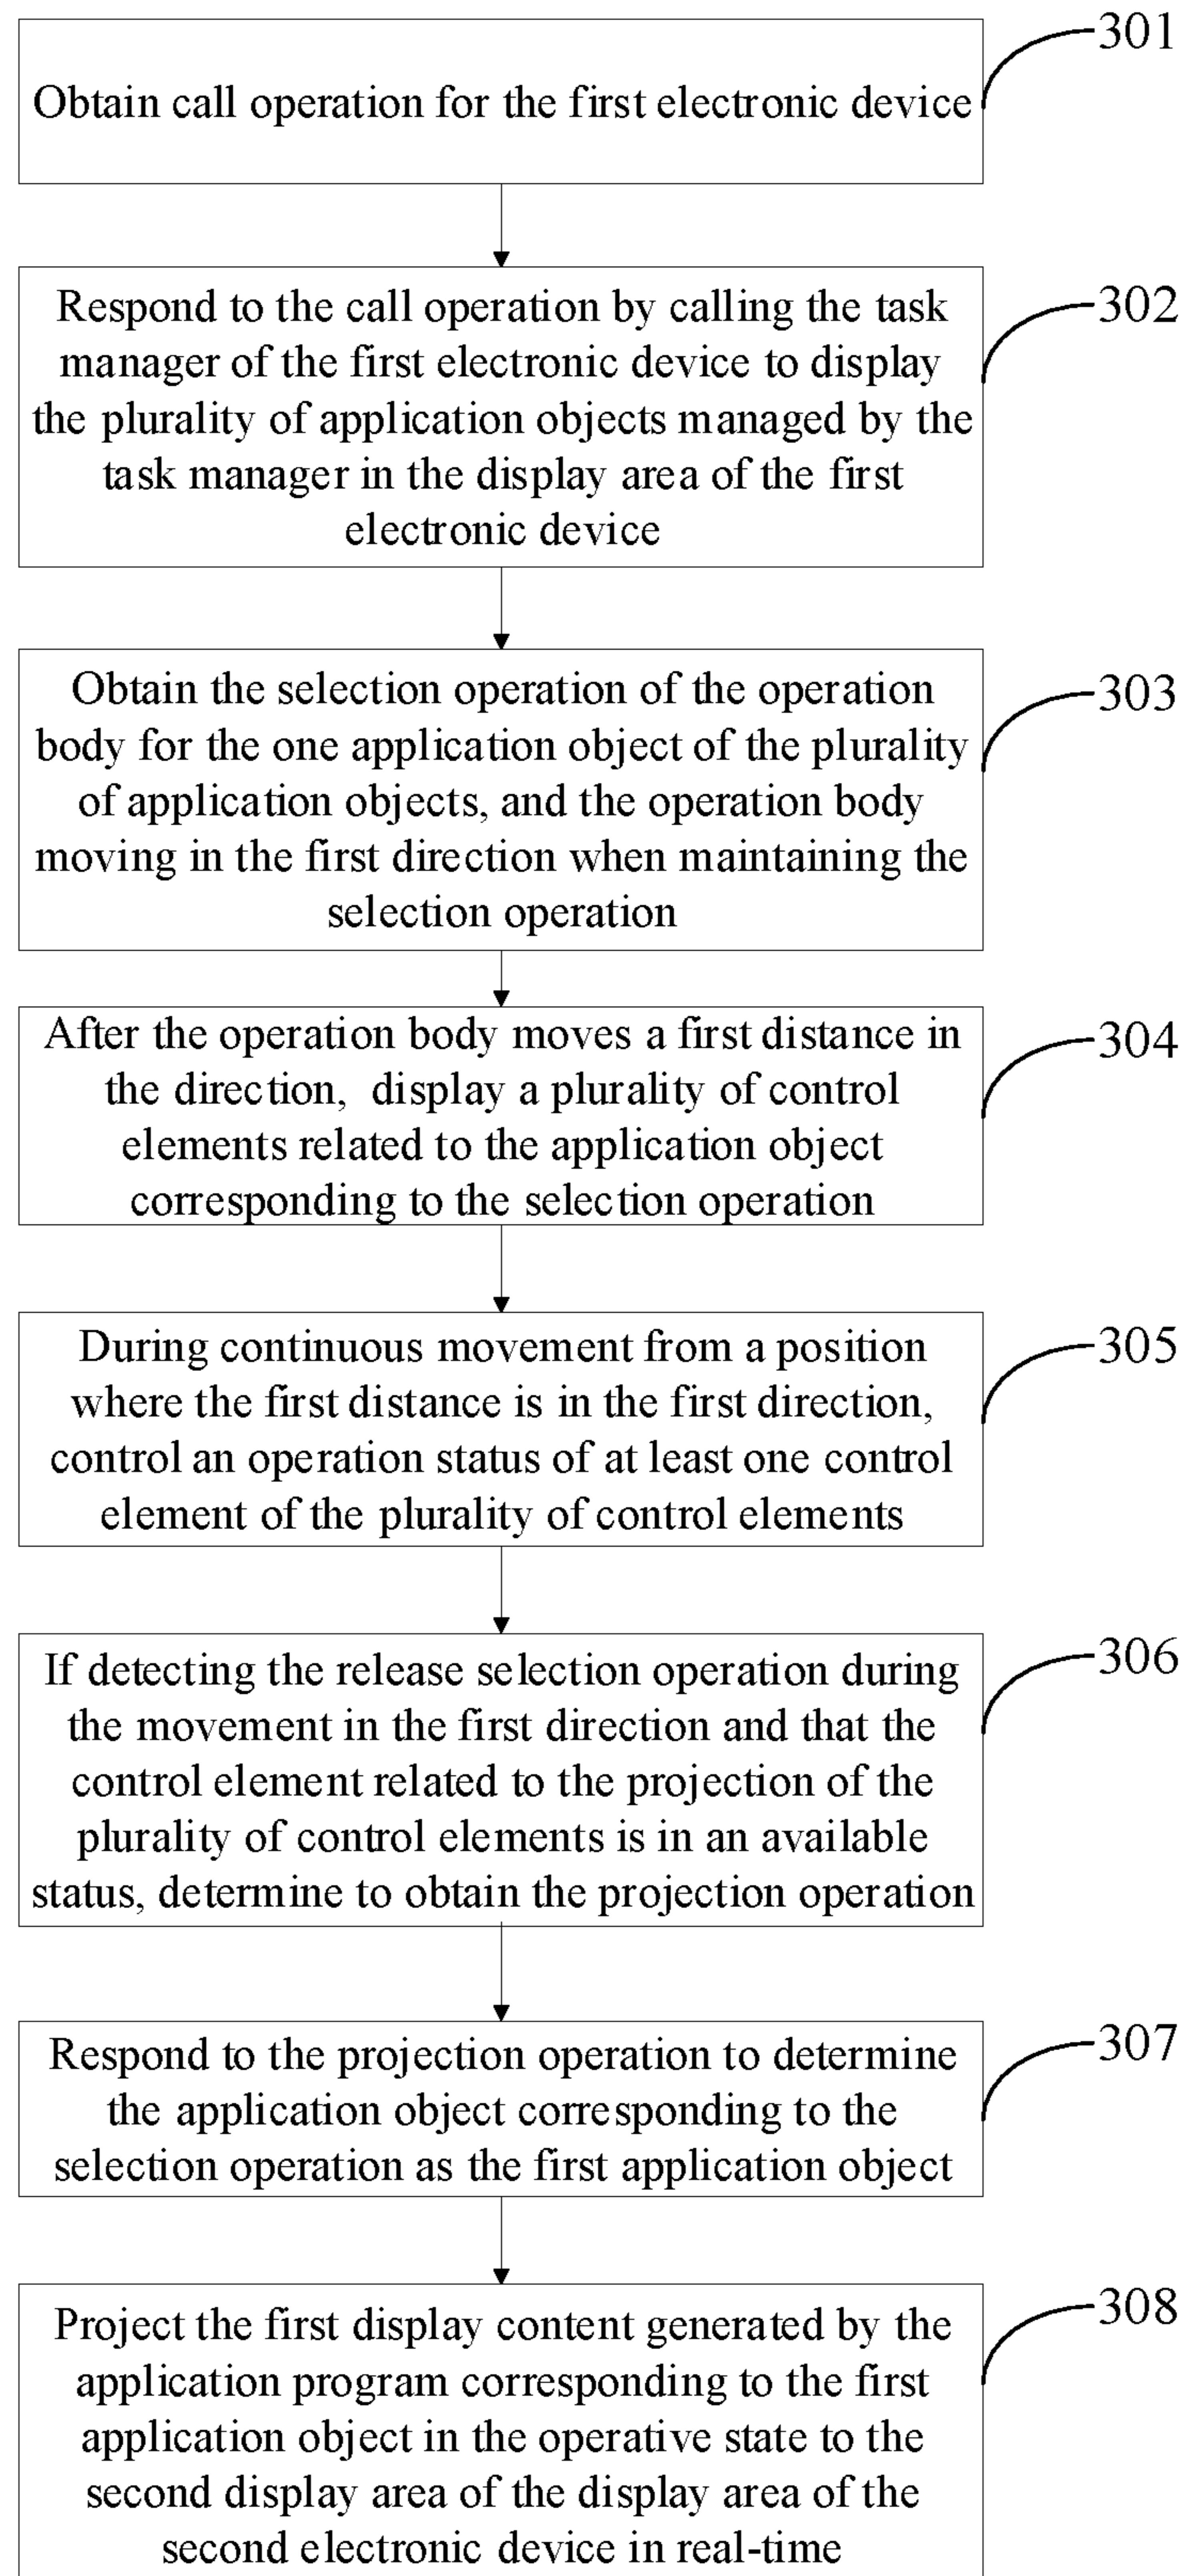 301
Obtain call operation for the first electronic device
302
Respond to the call operation by calling the task
manager of the first electronic device to display
the plurality of application objects managed by the
task manager in the display area of the first
electronic device
303
Obtain the selection operation of the operation
body for the one application object of the plurality
of application objects, and the operation body
moving in the first direction when maintaining the
selection operation
304
After the operation body moves a first distance in
the direction, display a plurality of control
elements related to the application object
corresponding to the selection operation
305
During continuous movement from a position
where the first distance is in the first direction,
control an operation status of at least one control
element of the plurality of control elements
306
If detecting the release selection operation during
the movement in the first direction and that the
control element related to the projection of the
plurality of control elements is in an available
status, determine to obtain the projection operation
307
Respond to the projection operation to determine
the application object corresponding to the
selection operation as the first application object
308
Project the first display content generated by the
application program corresponding to the first
application object in the operative state to the
second display area of the display area of the
second electronic device in real-time